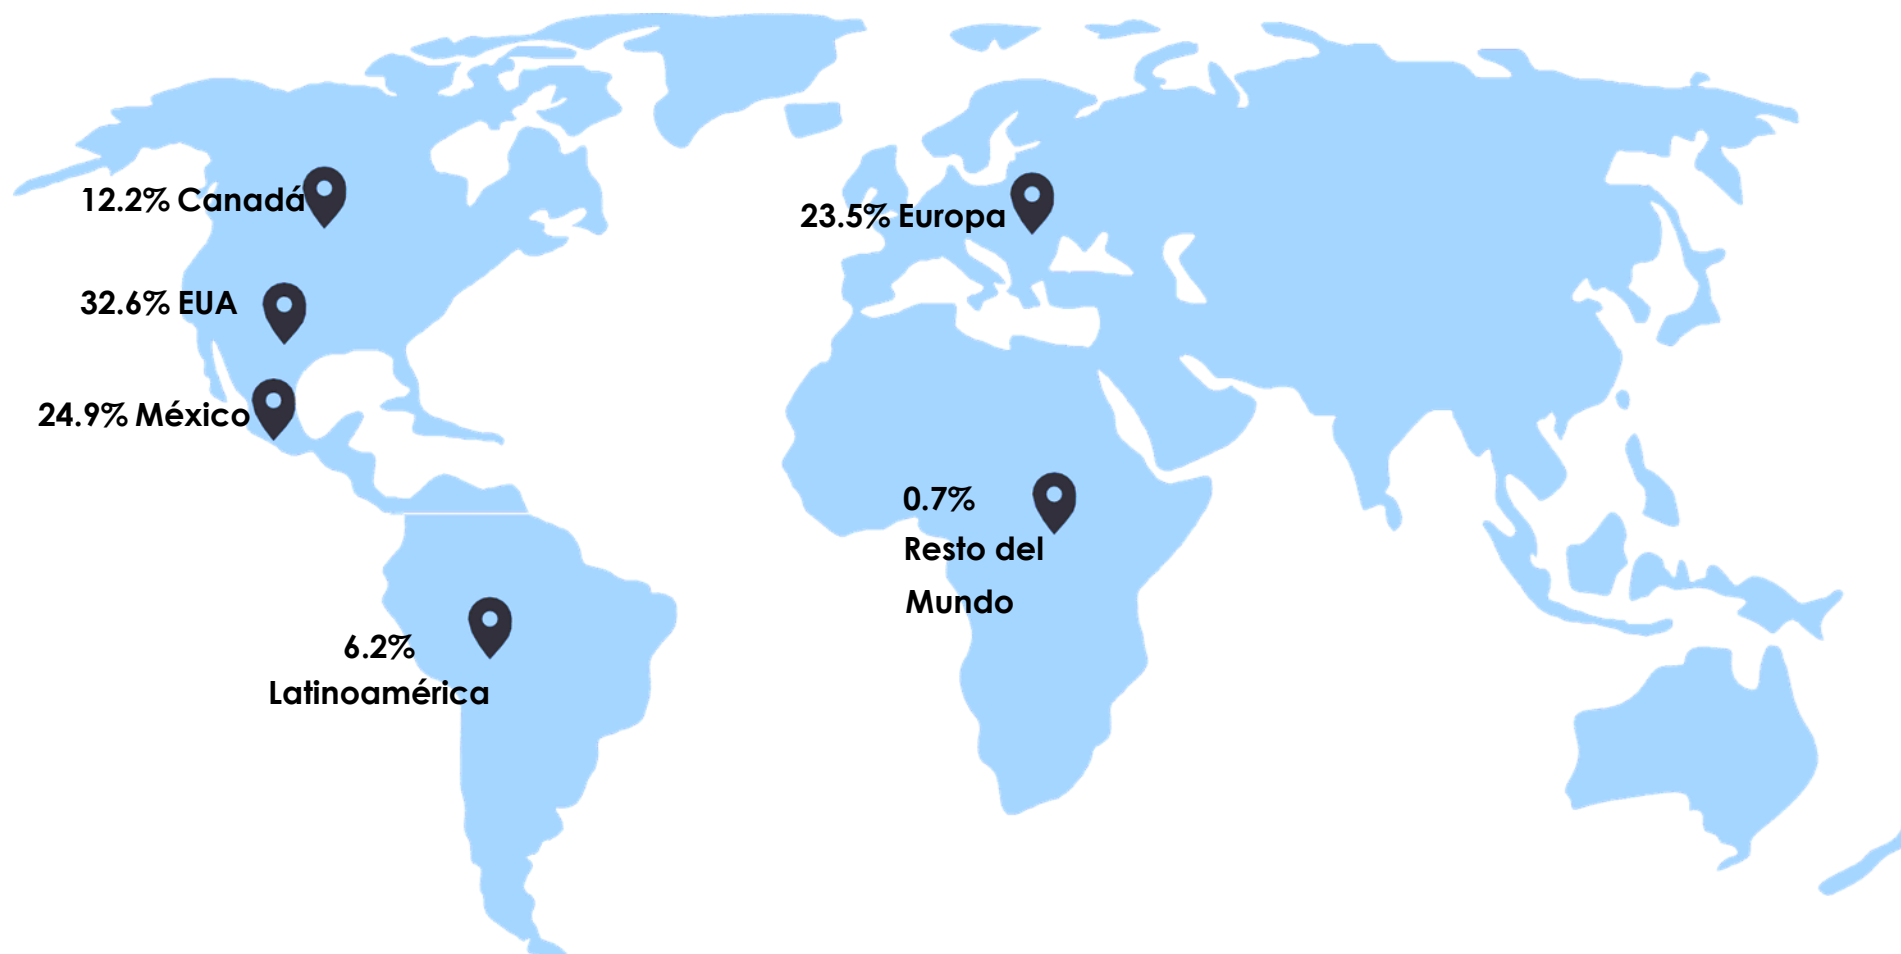 12.2% Canadá
23.5% Europa
32.6% EUA
24.9% México
0.7%
Resto del
Mundo
6.2%
Latinoamérica